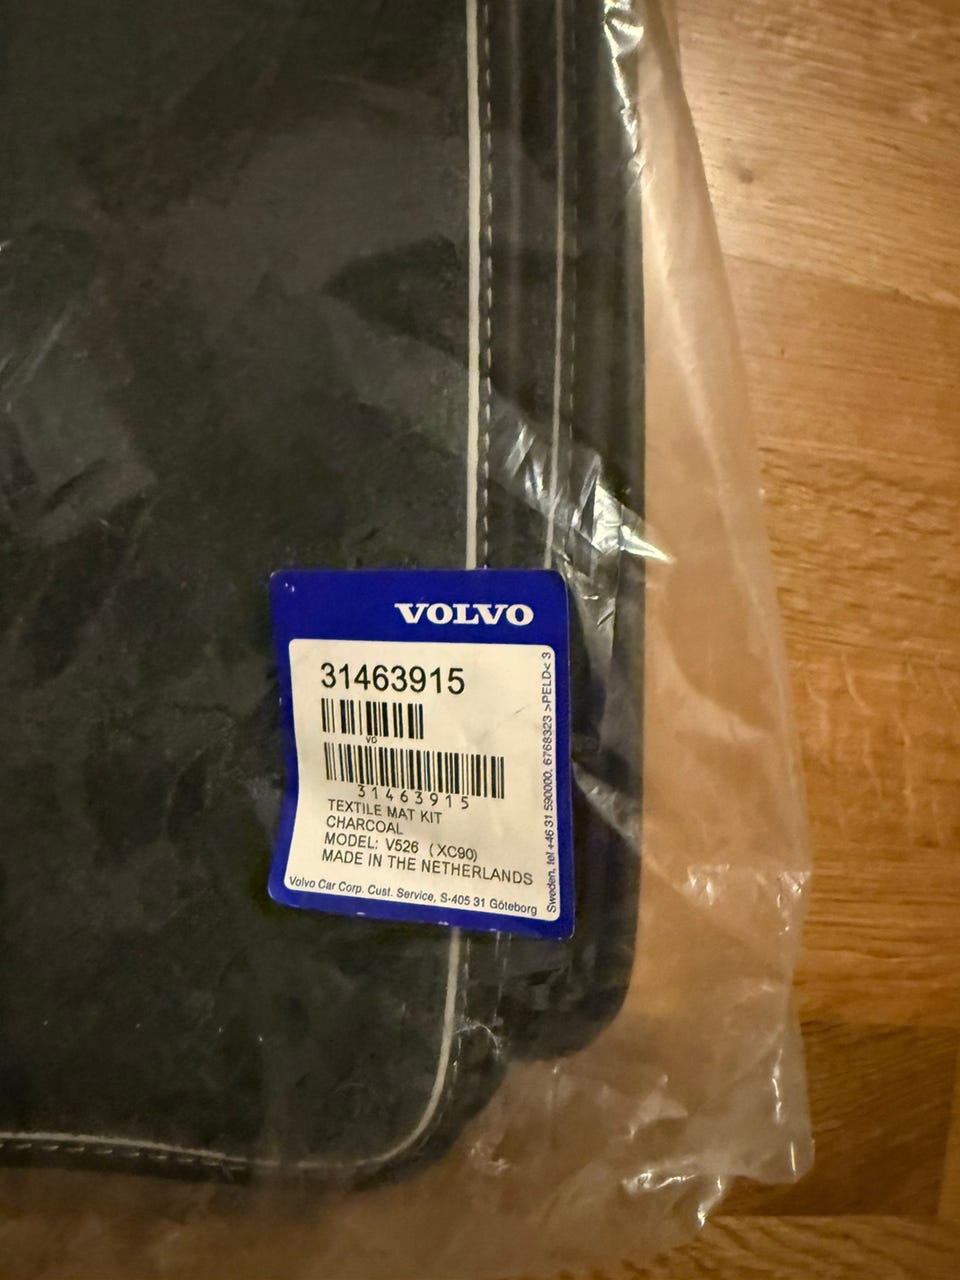 VOLVO
31463915
VO
31463915
TEXTILE MAT KIT
CHARCOAL
MODEL: V526 (XC90)
MADE IN THE NETHERLANDS
Volvo Car Corp. Cust. Service, S-405 31 Göteborg
Sweden, tel +46 31 590000, 6768323 >PELD< 3